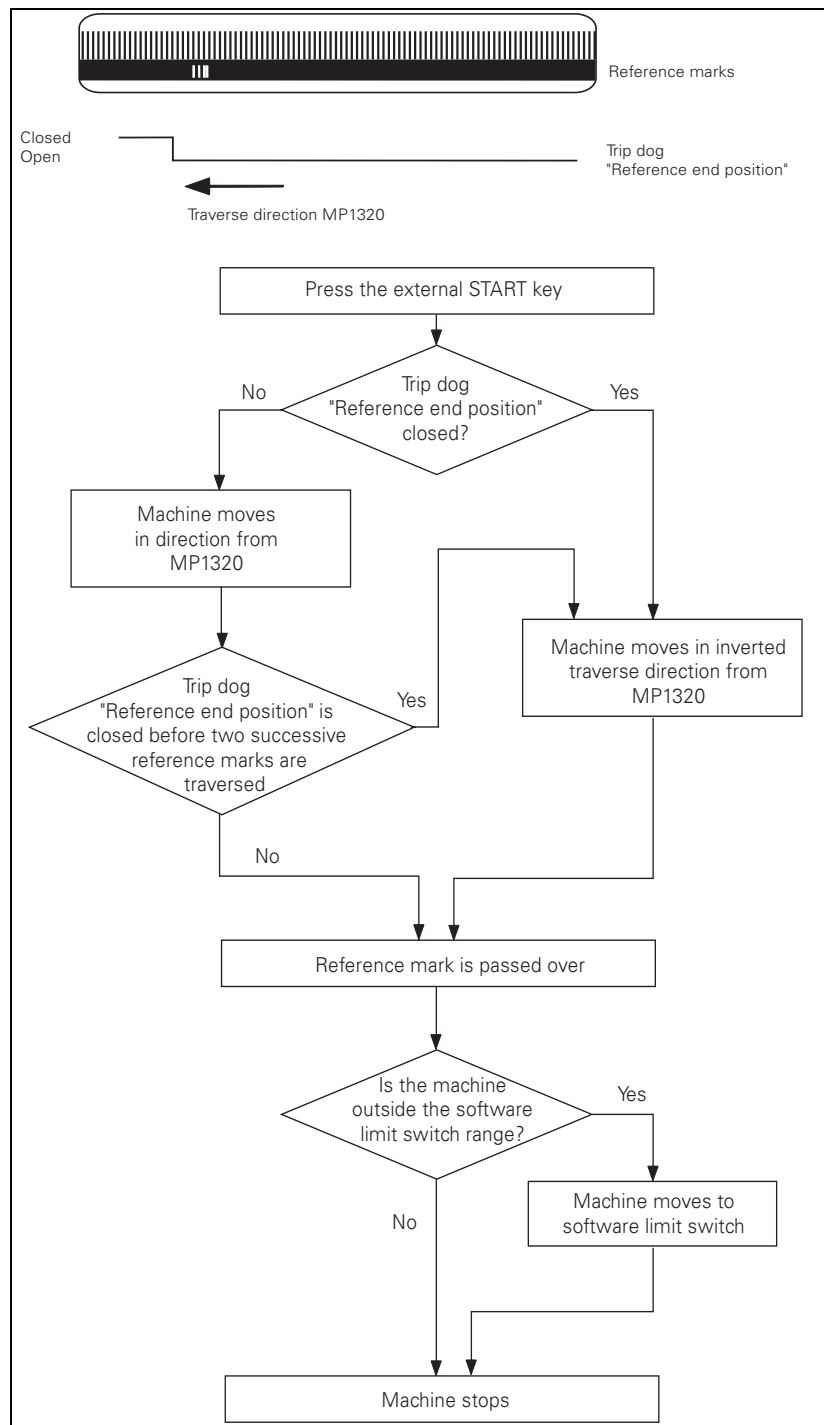 Reference marks
Closed
Open
Trip dog
"Reference end position"
Traverse direction MP1320
Press the external START key
Trip dog
"Reference end position"
closed?
No
Yes
Machine moves
in direction from
MP1320
Machine moves in inverted
traverse direction from
MP1320
Trip dog
"Reference end position" is
closed before two successive
reference marks are
traversed
Yes
No
Reference mark is passed over
Is the machine
outside the software
limit switch range?
Yes
No
Machine moves to
software limit switch
Machine stops